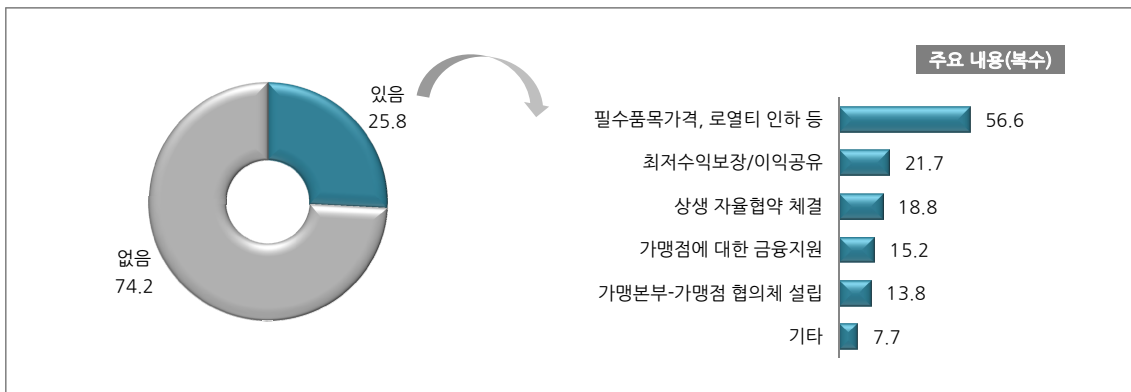 있음
25.8
없음
74.2
주요 내용(복수)
필수품목가격, 로열티 인하 등 56.6
최저수익보장/이익공유 21.7
상생 자율협약 체결 18.8
가맹점에 대한 금융지원 15.2
가맹본부-가맹점 협의체 설립 13.8
기타 7.7